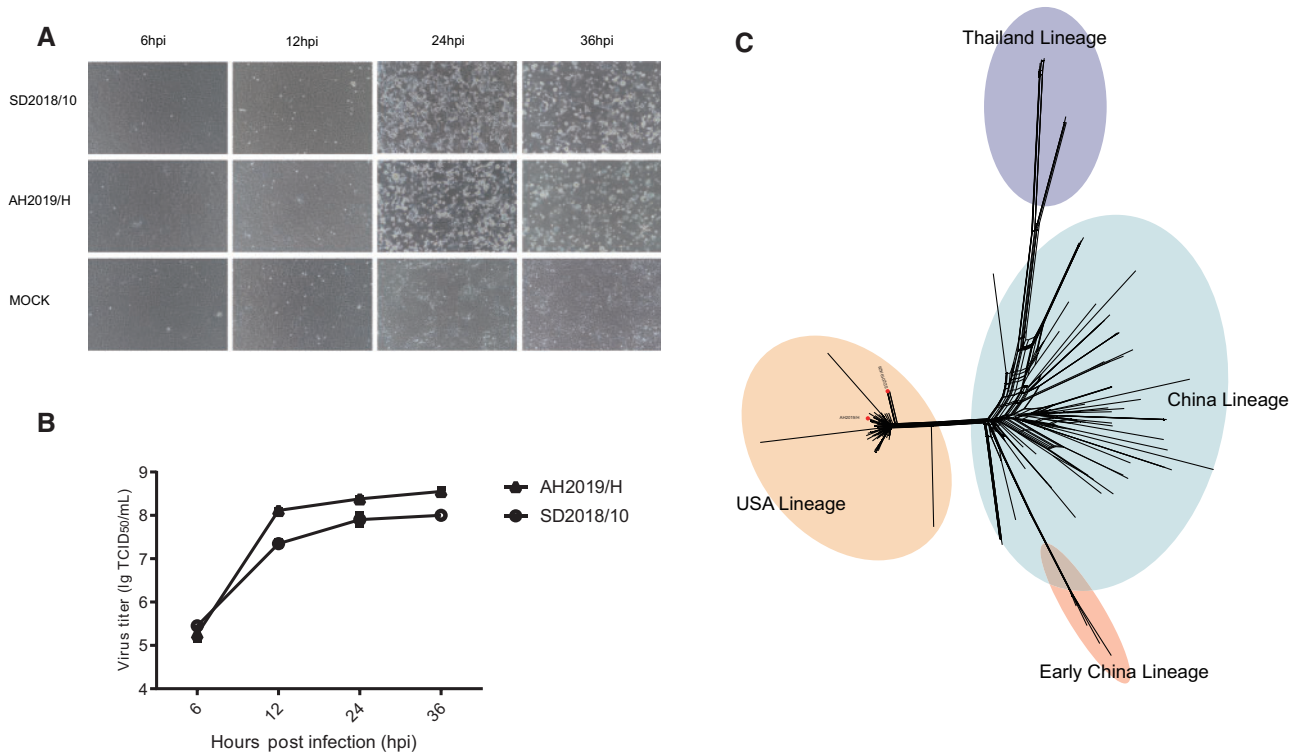 A
6hpi
12hpi
24hpi
36hpi
SD2018/10
AH2019/H
MOCK
B
9
8
7
6
5
4
Virus titer (lg TCID50/mL)
6
12
24
36
Hours post infection (hpi)
AH2019/H
SD2018/10
C
Thailand Lineage
China Lineage
AH2019/H
USA Lineage
Early China Lineage